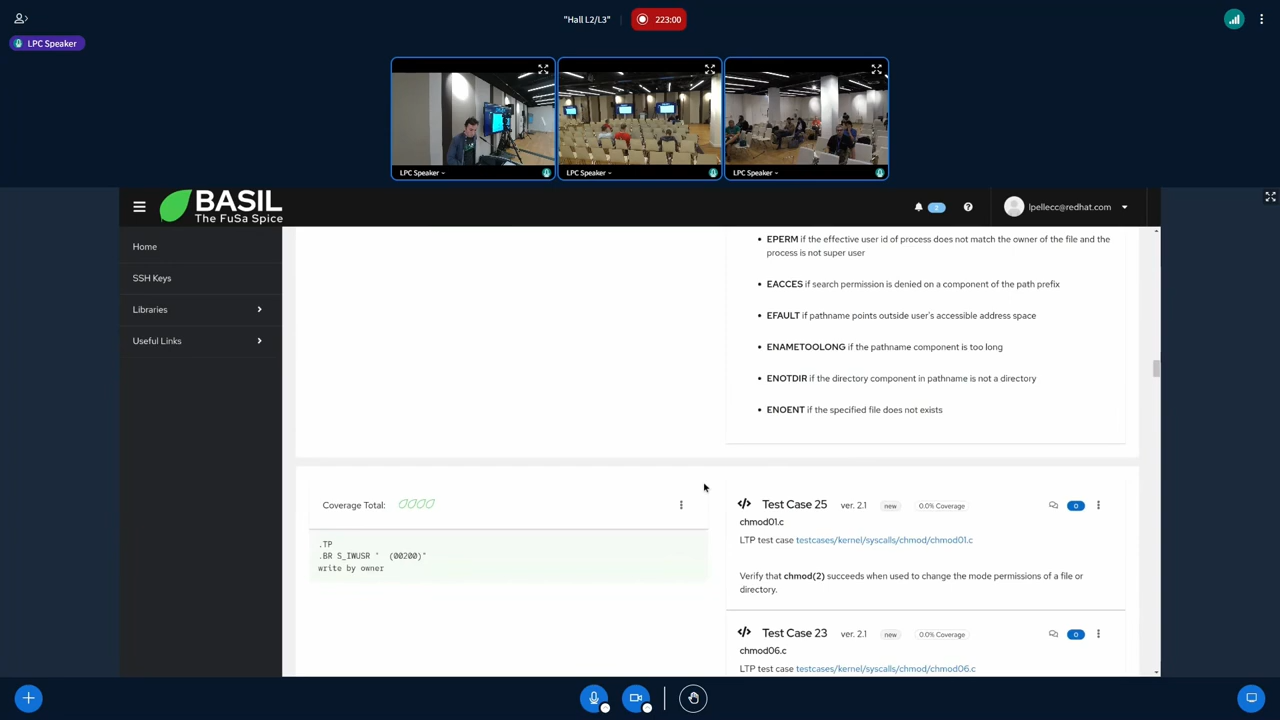 "Hall L2/L3"
223:00
LPC Speaker
LPC Speaker
LPC Speaker
LPC Speaker
BASIL
The FuSa Spice
2
lpellecc@redhat.com
Home
SSH Keys
Libraries
Useful Links
EPERM if the effective user id of process does not match the owner of the file and the
process is not super user
EACCES if search permission is denied on a component of the path prefix
EFAULT if pathname points outside user's accessible address space
ENAMETOOLONG if the pathname component is too long
ENOTDIR if the directory component in pathname is not a directory
ENOENT if the specified file does not exists
Coverage Total:
.TP
.BR S_IWUSR " (00200)"
write by owner
Test Case 25 ver. 2.1 new 0.0% Coverage 0
chmod01.c
LTP test case testcases/kernel/syscalls/chmod/chmod01.c
Verify that chmod(2) succeeds when used to change the mode permissions of a file or
directory.
Test Case 23 ver. 2.1 new 0.0% Coverage 0
chmod06.c
LTP test case testcases/kernel/syscalls/chmod/chmod06.c